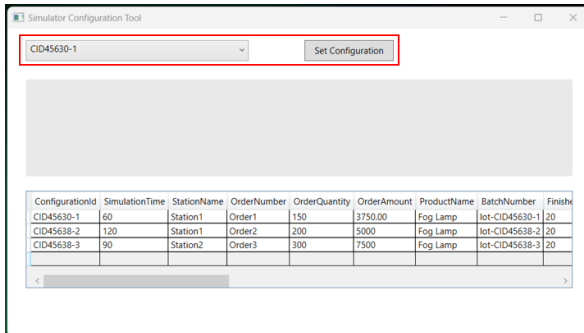 Simulator Configuration Tool
CID45630-1 Set Configuration
ConfigurationId SimulationTime StationName OrderNumber OrderQuantity OrderAmount ProductName BatchNumber Finishe
CID45630-1 60 Station1 Order1 150 3750.00 Fog Lamp lot-CID45630-1 20
CID45638-2 120 Station1 Order2 200 5000 Fog Lamp lot-CID45638-2 20
CID45638-3 90 Station2 Order3 300 7500 Fog Lamp lot-CID45638-3 20